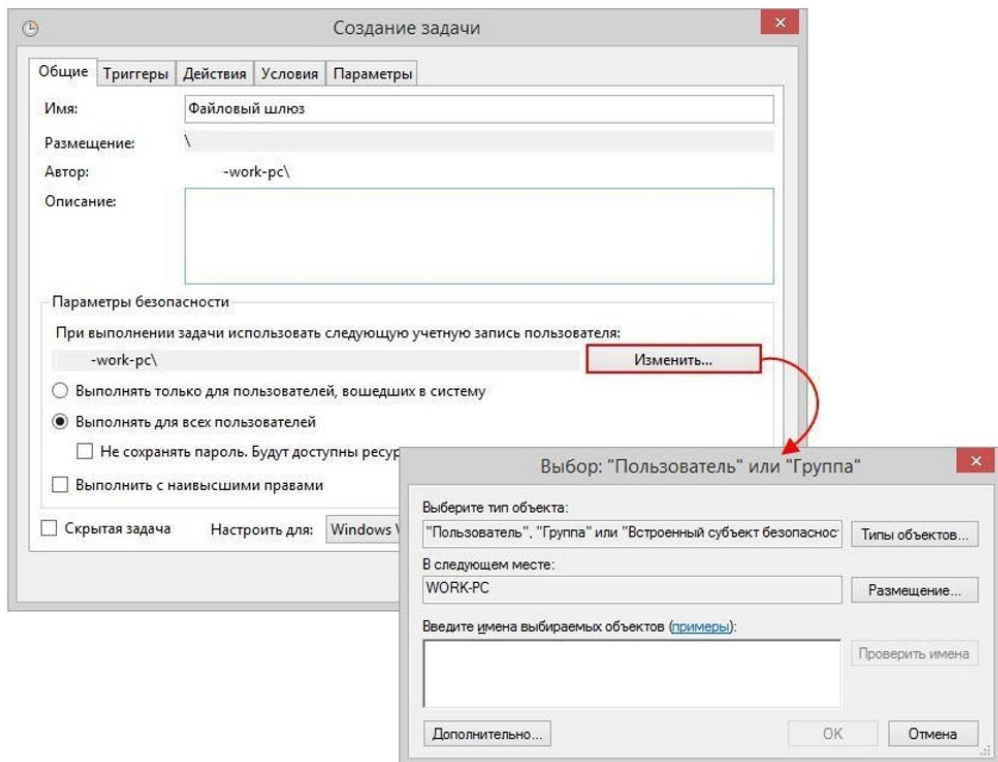 Создание задачи
Общие Триггеры Действия Условия Параметры
Имя: Файловый шлюз
Размещение: \
Автор: -work-pc\
Описание:
Параметры безопасности
При выполнении задачи использовать следующую учетную запись пользователя:
-work-pc\ Изменить...
Выполнять только для пользователей, вошедших в систему
Выполнять для всех пользователей
Не сохранять пароль. Будут доступны ресур
Выполнить с наивысшими правами
Скрытая задача Настроить для: Windows V
Выбор: "Пользователь" или "Группа"
Выберите тип объекта:
"Пользователь", "Группа" или "Встроенный субъект безопаснос Типы объектов...
В следующем месте:
WORK-PC Размещение...
Введите имена выбираемых объектов (примеры):
Проверить имена
Дополнительно... OK Отмена